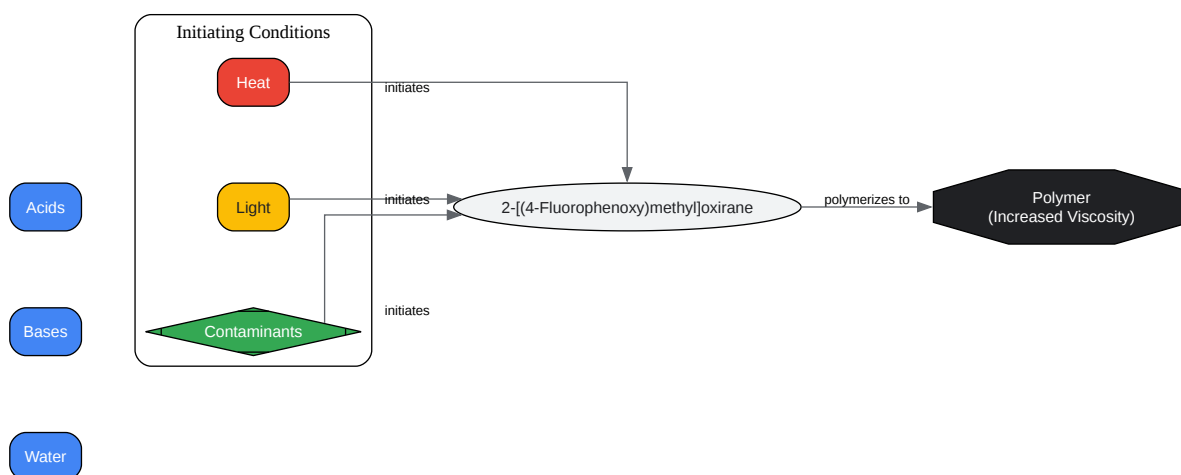 Initiating Conditions
Heat
initiates
Acids
Light
initiates
2-[(4-Fluorophenoxy)methyl]oxirane
polymerizes to
Polymer
(Increased Viscosity)
initiates
Bases
Contaminants
Water